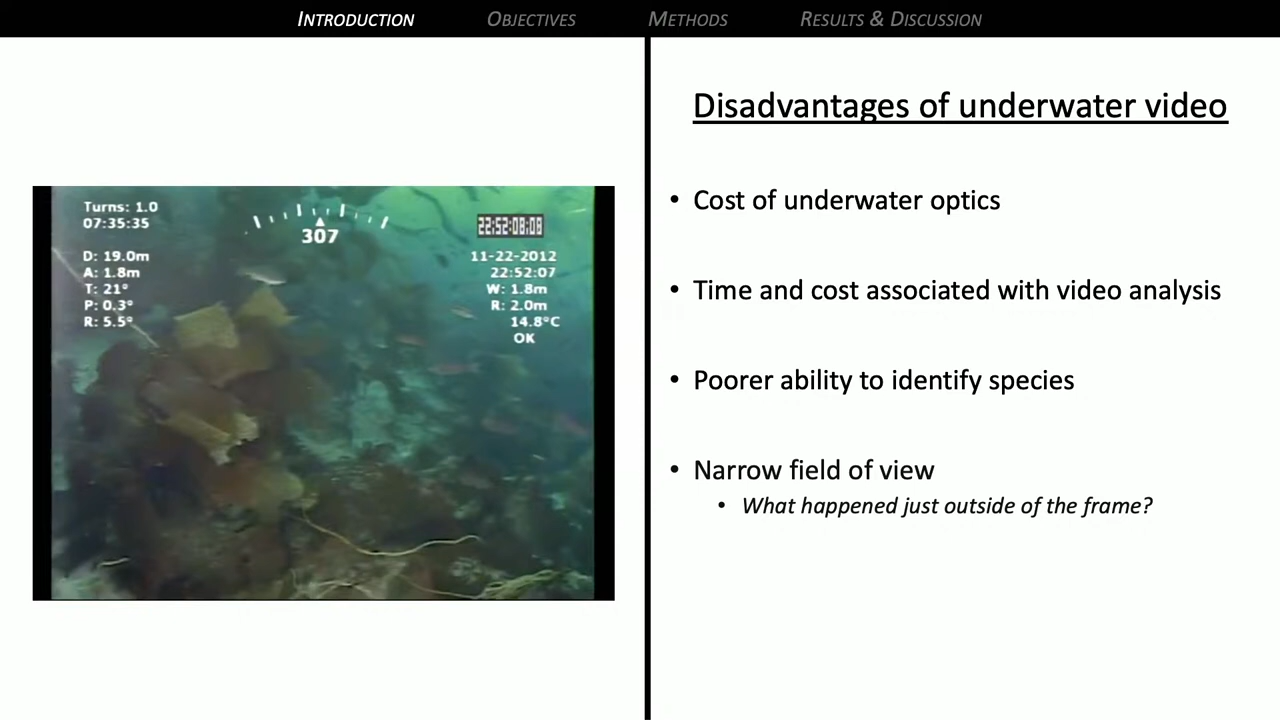 INTRODUCTION OBJECTIVES METHODS RESULTS & DISCUSSION
Turns: 1.0
07:35:35
D: 19.0m
A: 1.8m
T: 21°
P: 0.3°
R: 5.5°
307
22:52:08:08
11-22-2012
22:52:07
W: 1.8m
R: 2.0m
14.8°C
OK
Disadvantages of underwater video
• Cost of underwater optics
• Time and cost associated with video analysis
• Poorer ability to identify species
• Narrow field of view
• What happened just outside of the frame?